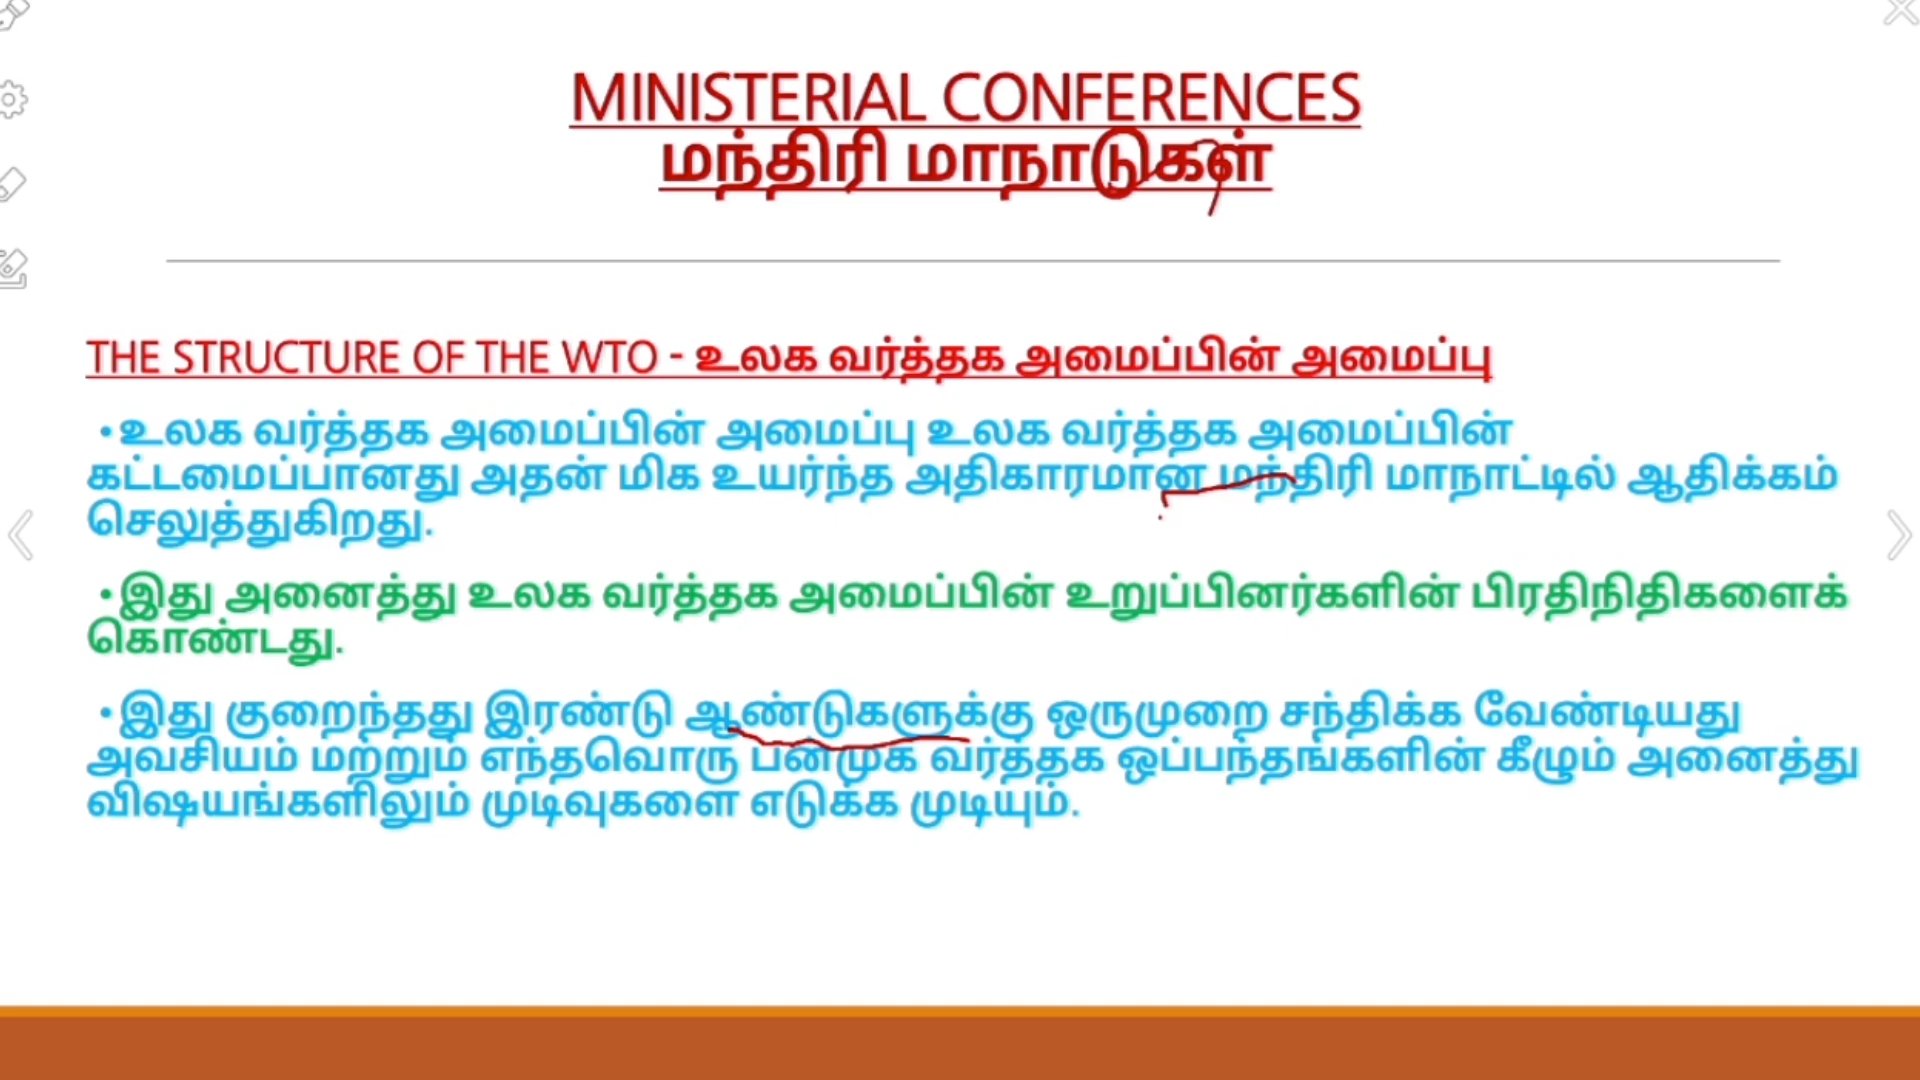 MINISTERIAL CONFERENCES
மந்திரி மாநாடுகள்
THE STRUCTURE OF THE WTO - உலக வர்த்தக அமைப்பின் அமைப்பு
•உலக வர்த்தக அமைப்பின் அமைப்பு உலக வர்த்தக அமைப்பின்
கட்டமைப்பானது அதன் மிக உயர்ந்த அதிகாரமான மந்திரி மாநாட்டில் ஆதிக்கம்
செலுத்துகிறது.
•இது அனைத்து உலக வர்த்தக அமைப்பின் உறுப்பினர்களின் பிரதிநிதிகளைக்
கொண்டது.
•இது குறைந்தது இரண்டு ஆண்டுகளுக்கு ஒருமுறை சந்திக்க வேண்டியது
அவசியம் மற்றும் எந்தவொரு பன்முக வர்த்தக ஒப்பந்தங்களின் கீழும் அனைத்து
விஷயங்களிலும் முடிவுகளை எடுக்க முடியும்.